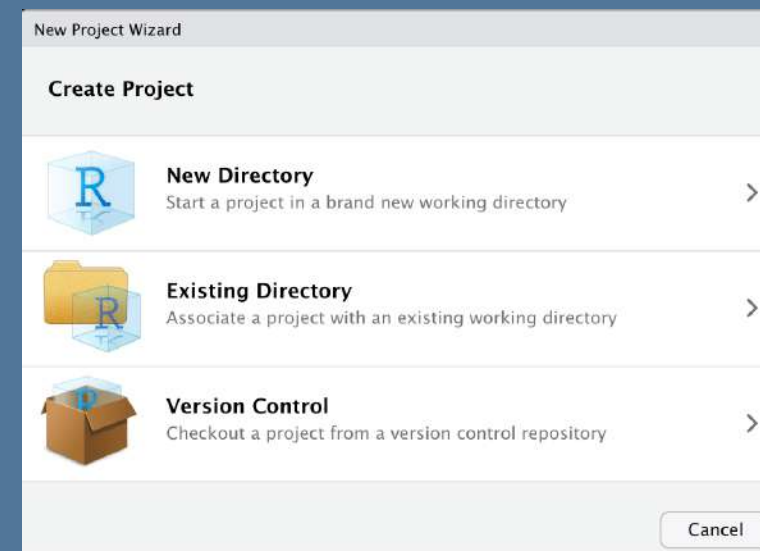 New Project Wizard
Create Project
R
New Directory
Start a project in a brand new working directory
R
Existing Directory
Associate a project with an existing working directory
R
Version Control
Checkout a project from a version control repository
Cancel